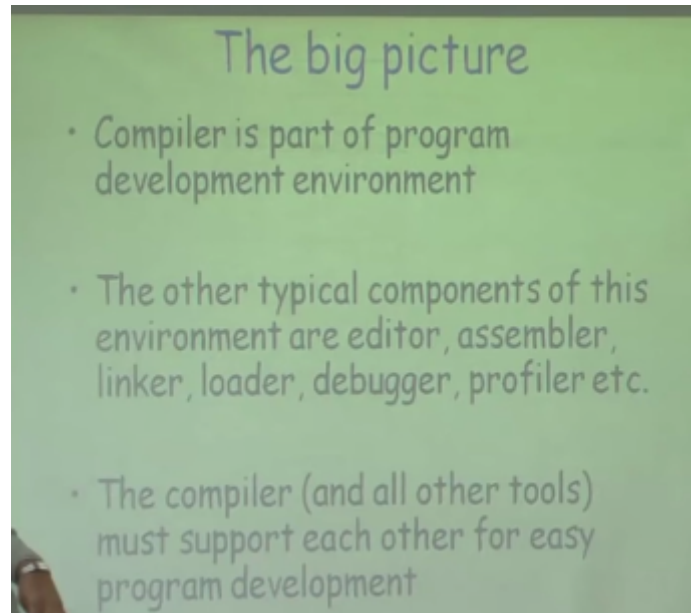 The big picture
• Compiler is part of program
development environment
• The other typical components of this
environment are editor, assembler,
linker, loader, debugger, profiler etc.
• The compiler (and all other tools)
must support each other for easy
program development